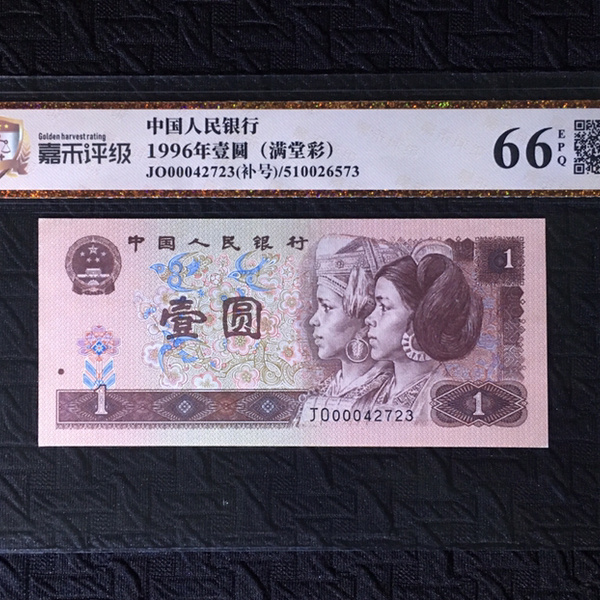 Golden harvest rating
嘉禾评级
中国人民银行
1996年壹圆（满堂彩）
JO00042723(补号)/510026573
66
EPQ
中国人民银行
1
壹圆
1
JO00042723
1